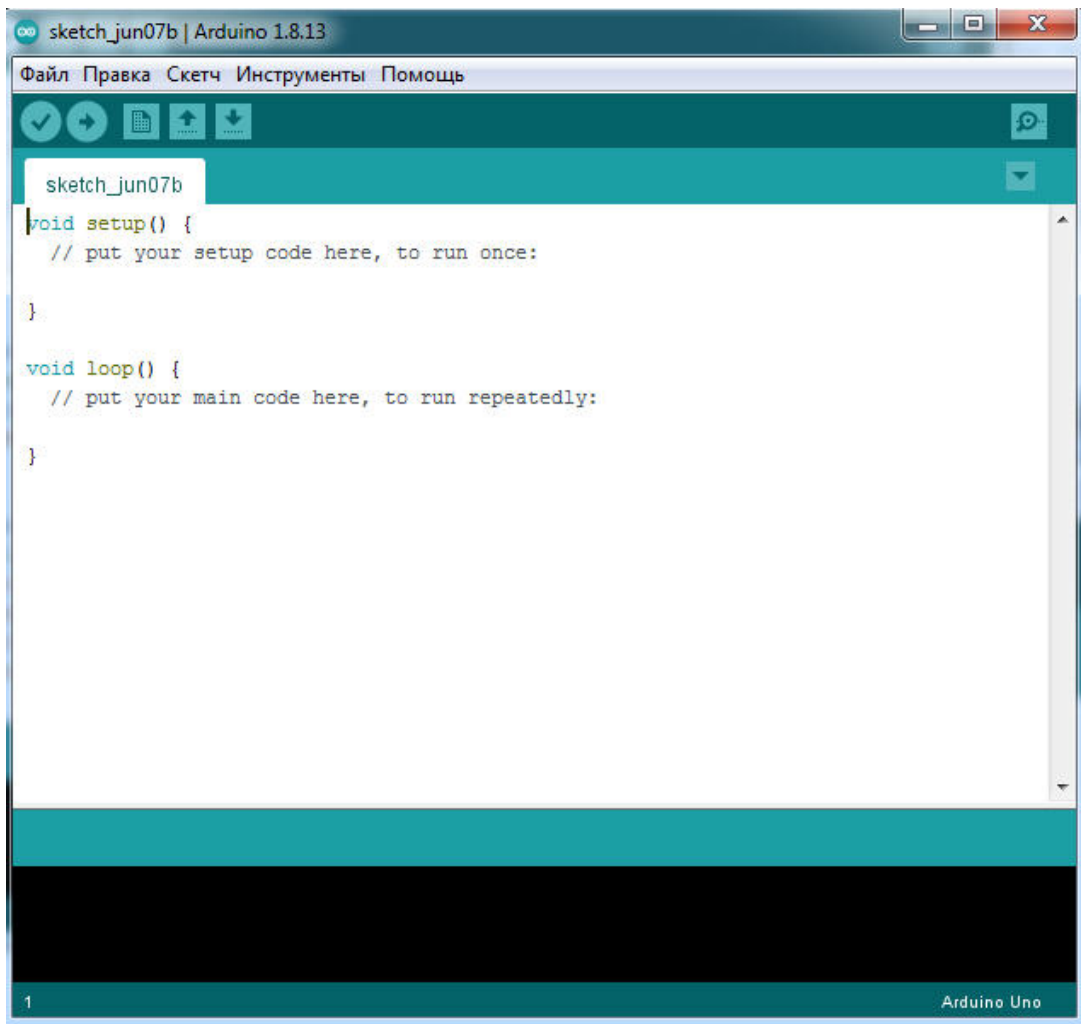 sketch_jun07b | Arduino 1.8.13
Файл Правка Скетч Инструменты Помощь
sketch_jun07b
void setup() {
  // put your setup code here, to run once:
}
void loop() {
  // put your main code here, to run repeatedly:
}
1 Arduino Uno